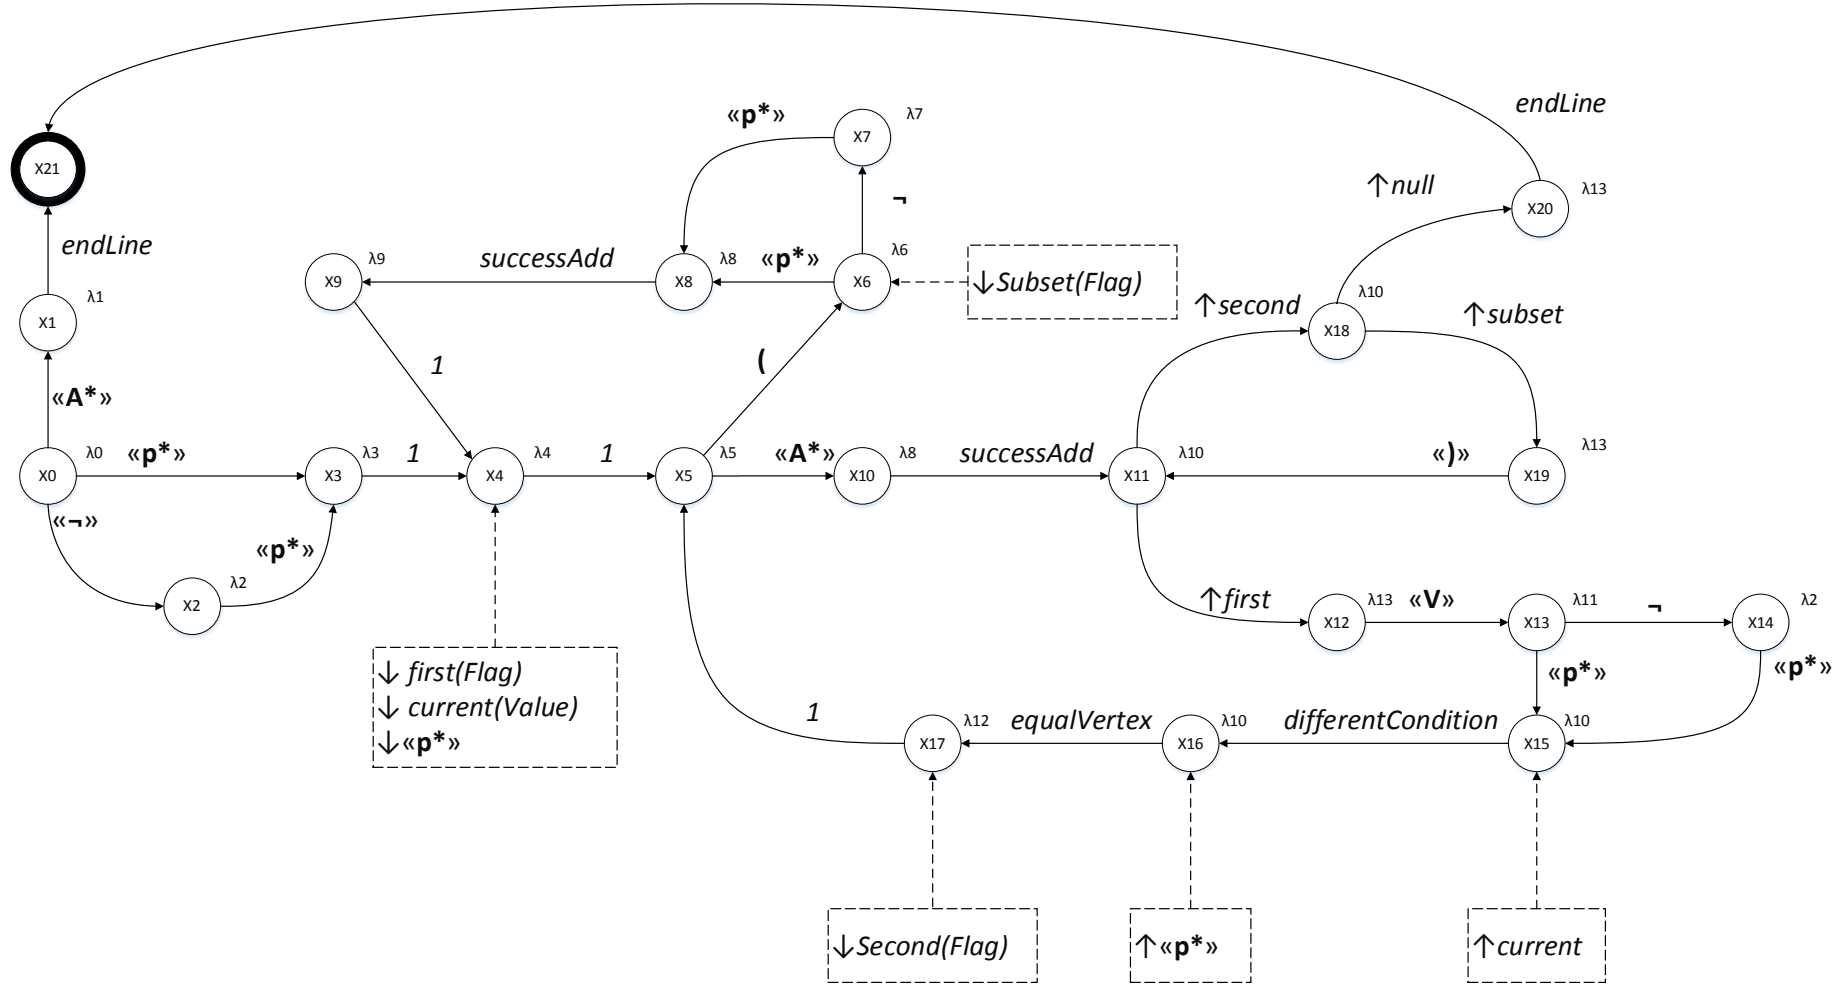 endLine
«p*»
X7
λ7
X21
↑null
X20
λ13
¬
endLine
successAdd
X9
λ9
X8
λ8
«p*»
X6
λ6
↓Subset(Flag)
X1
λ1
↑second
X18
λ10
↑subset
1
(
«A*»
X0
λ0
«p*»
X3
λ3
1
X4
λ4
1
X5
λ5
«A*»
X10
λ8
successAdd
X11
λ10
«)»
X19
λ13
«¬»
«p*»
X2
λ2
↑first
X12
λ13
«V»
X13
λ11
¬
X14
λ2
«p*»
«p*»
↓ first(Flag)
↓ current(Value)
↓«p*»
1
X17
λ12
equalVertex
X16
λ10
differentCondition
X15
λ10
↓Second(Flag)
↑«p*»
↑current